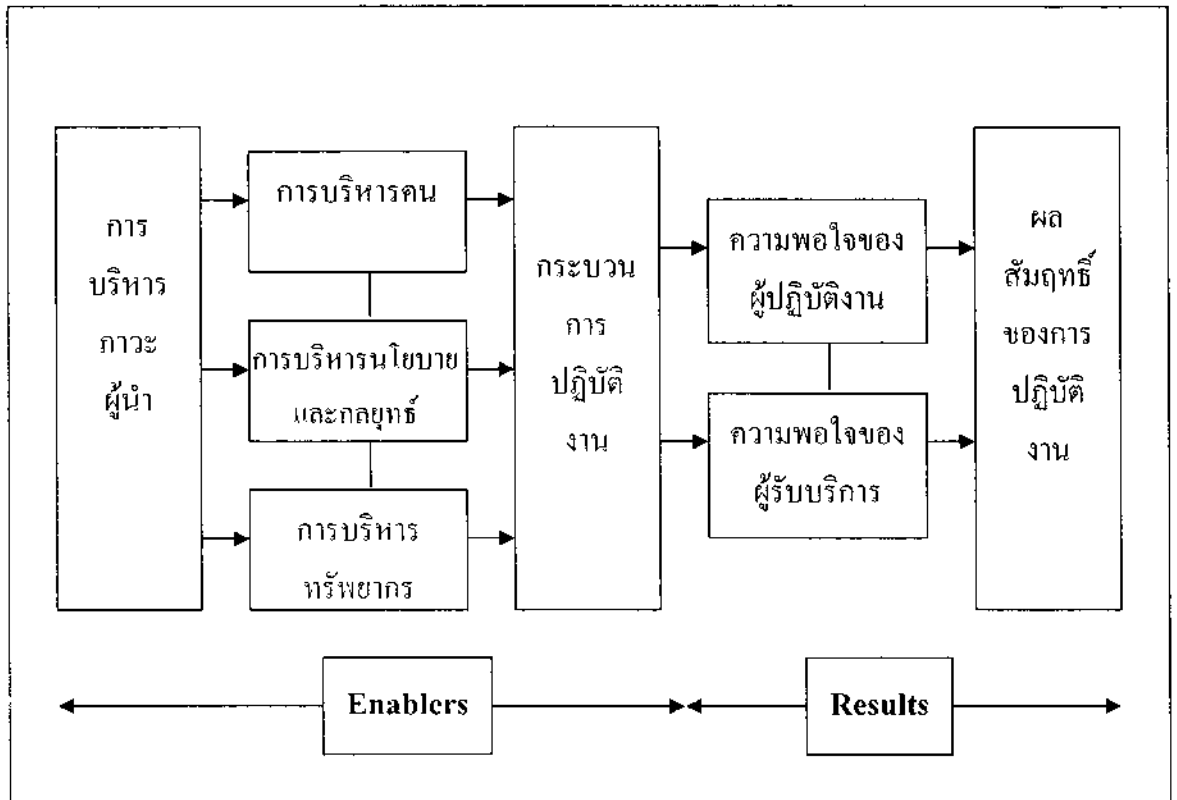 การ
บริหาร
ภาวะ
ผู้นำ
การบริหารคน
การบริหารนโยบาย
และกลยุทธ์
การบริหาร
ทรัพยากร
กระบวน
การ
ปฏิบัติ
งาน
ความพอใจของ
ผู้ปฏิบัติงาน
ความพอใจของ
ผู้รับบริการ
ผล
สัมฤทธิ์
ของการ
ปฏิบัติ
งาน
Enablers
Results